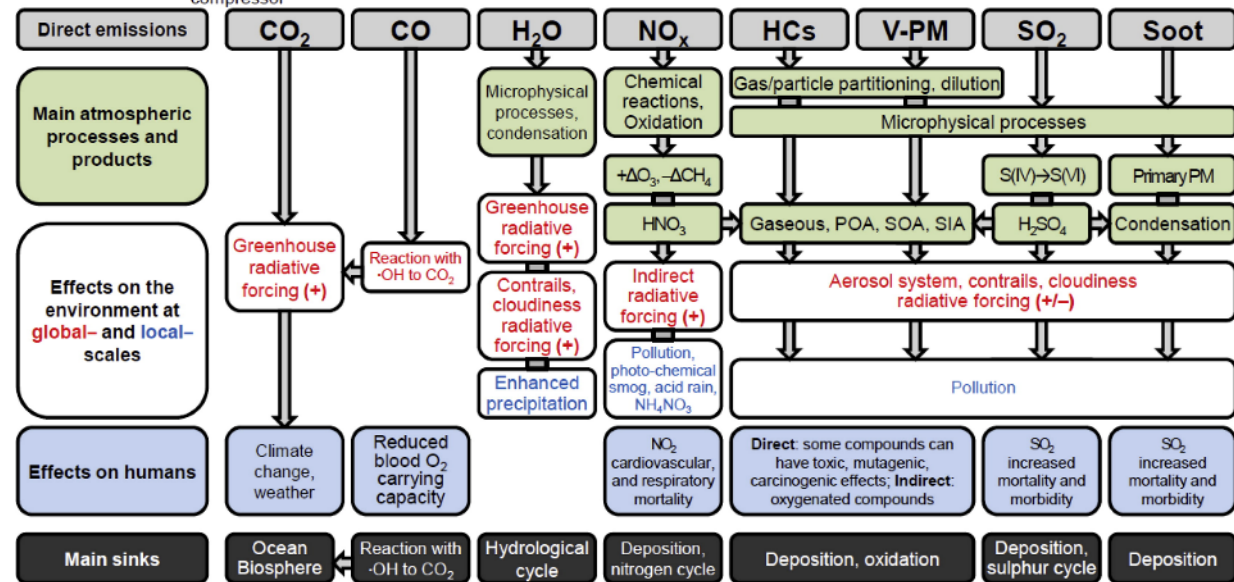 compressor
Direct emissions
CO₂
CO
H₂O
NOₓ
HCs
V-PM
SO₂
Soot
Main atmospheric
processes and
products
Microphysical
processes,
condensation
Chemical
reactions,
Oxidation
Gas/particle partitioning, dilution
Microphysical processes
+ΔO₃, –ΔCH₄
S(IV)→S(VI)
Primary PM
HNO₃
Gaseous, POA, SOA, SIA
H₂SO₄
Condensation
Effects on the
environment at
global– and local–
scales
Greenhouse
radiative
forcing (+)
Reaction with
·OH to CO₂
Greenhouse
radiative
forcing (+)
Contrails,
cloudiness
radiative
forcing (+)
Enhanced
precipitation
Indirect
radiative
forcing (+)
Pollution,
photo-chemical
smog, acid rain,
NH₄NO₃
Aerosol system, contrails, cloudiness
radiative forcing (+/–)
Pollution
Effects on humans
Climate
change,
weather
Reduced
blood O₂
carrying
capacity
NO₂
cardiovascular,
and respiratory
mortality
Direct: some compounds can
have toxic, mutagenic,
carcinogenic effects; Indirect:
oxygenated compounds
SO₂
increased
mortality and
morbidity
SO₂
increased
mortality and
morbidity
Main sinks
Ocean
Biosphere
Reaction with
·OH to CO₂
Hydrological
cycle
Deposition,
nitrogen cycle
Deposition, oxidation
Deposition,
sulphur cycle
Deposition